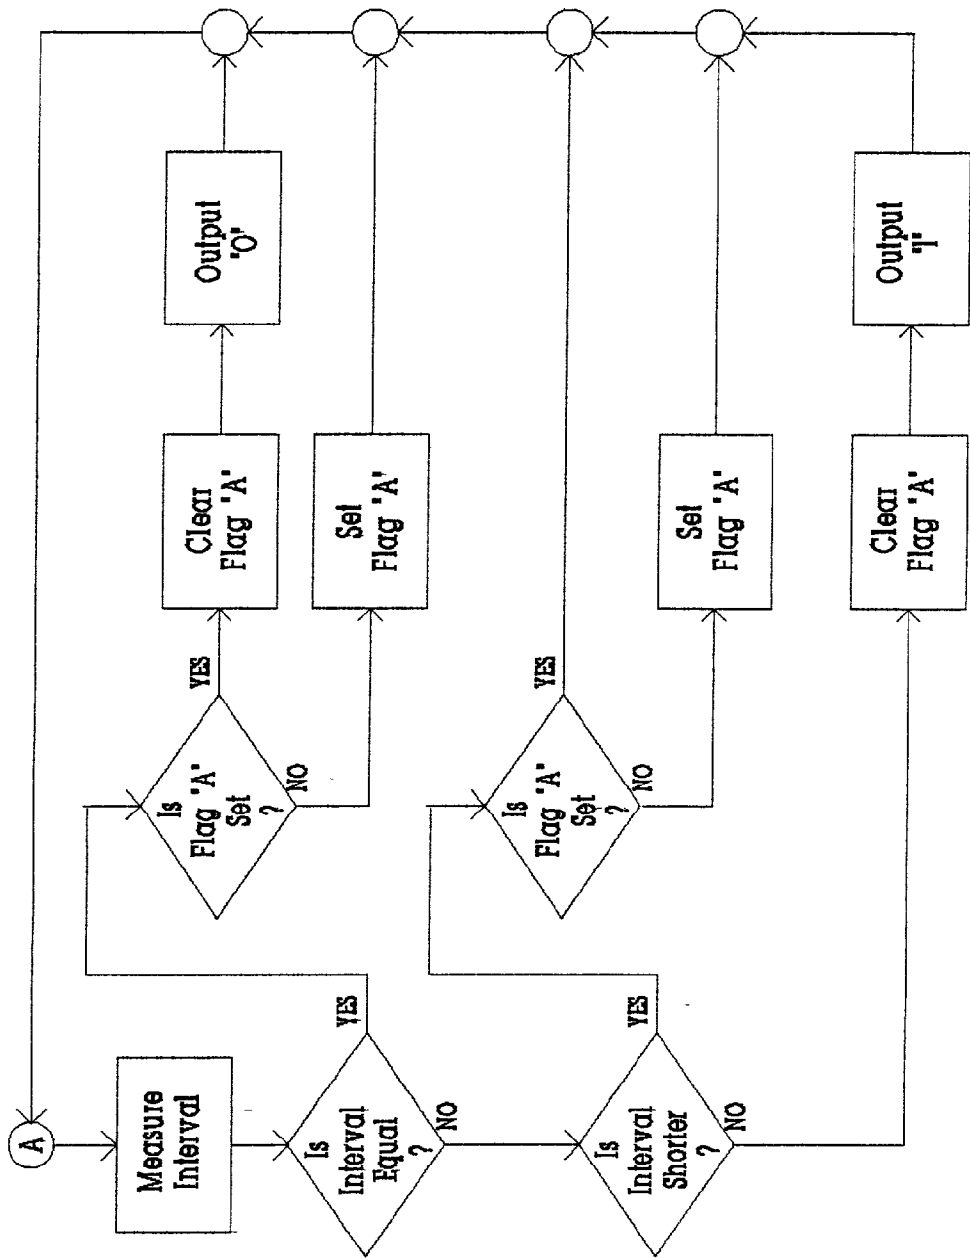 A
Measure
Interval
Is
Interval
Equal
?
YES
NO
Is
Flag "A"
Set
?
YES
NO
Clear
Flag "A"
Output
"0"
Set
Flag "A"
Is
Interval
Shorter
?
YES
NO
Is
Flag "A"
Set
?
YES
NO
Set
Flag "A"
Clear
Flag "A"
Output
"1"